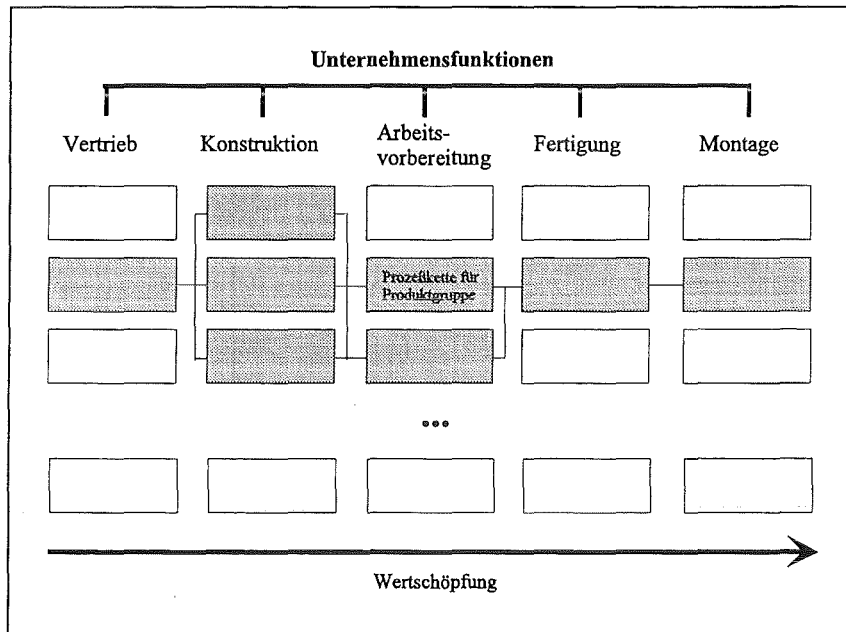 Unternehmensfunktionen
Vertrieb
Konstruktion
Arbeits-
vorbereitung
Fertigung
Montage
Prozeßkette für
Produktgruppe
•••
Wertschöpfung